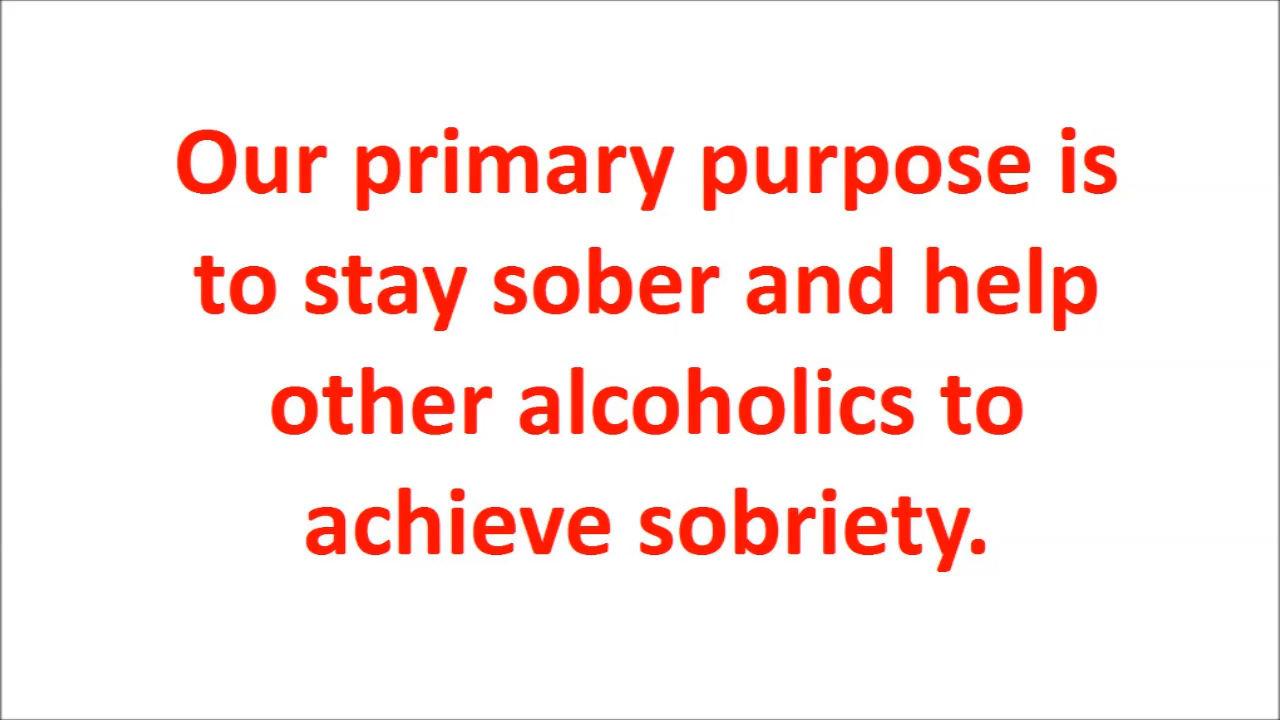 Our primary purpose is
to stay sober and help
other alcoholics to
achieve sobriety.